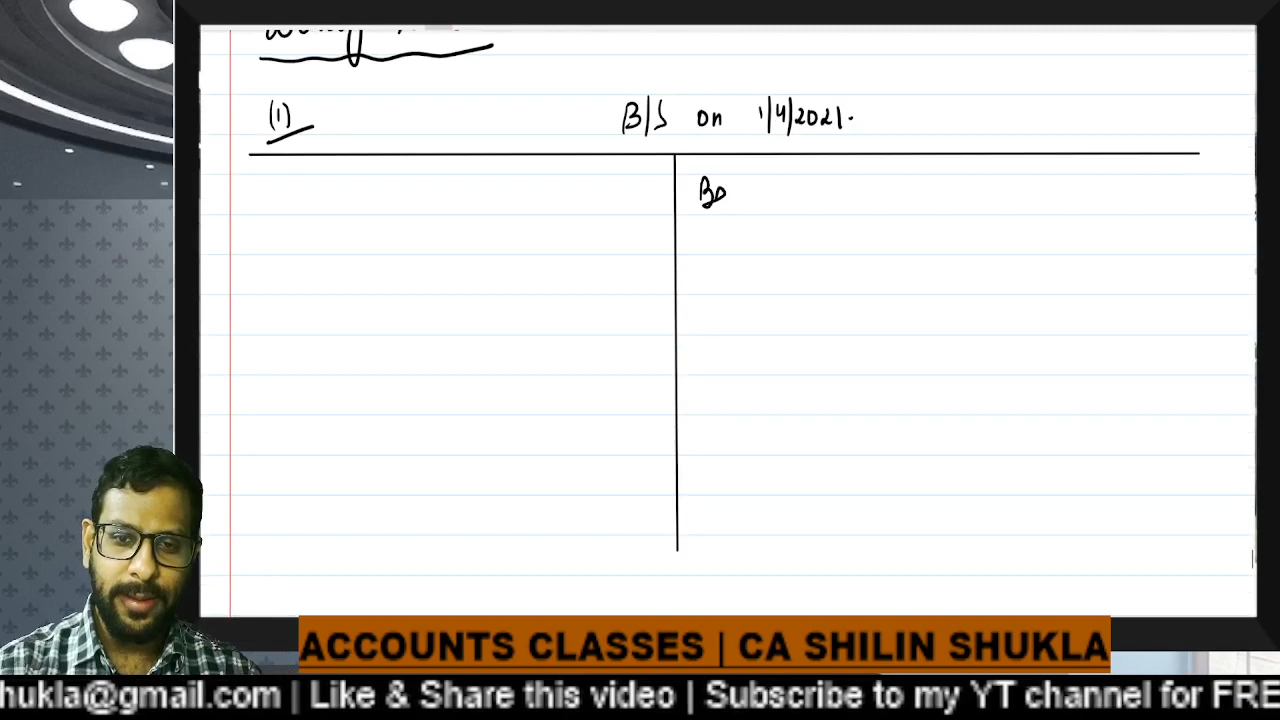 (1) B/S on 1/4/2021.
Ba
ACCOUNTS CLASSES | CA SHILIN SHUKLA
hukla@gmail.com | Like & Share this video | Subscribe to my YT channel for FRE